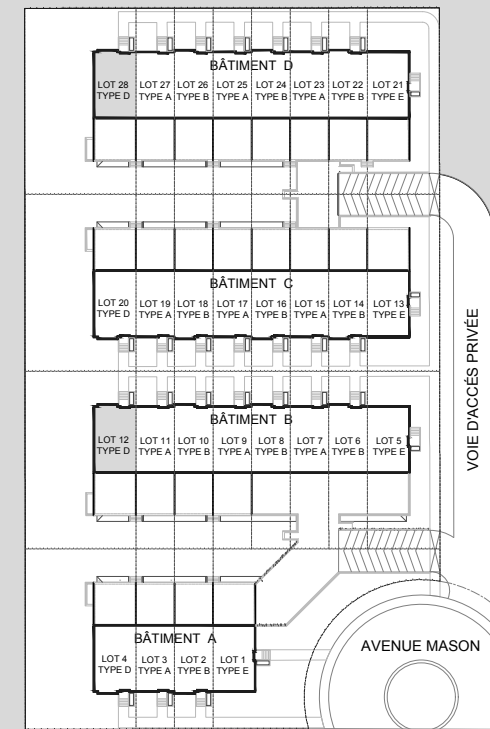 BÂTIMENT D
LOT 28 LOT 27 LOT 26 LOT 25 LOT 24 LOT 23 LOT 22 LOT 21
TYPE D TYPE A TYPE B TYPE A TYPE B TYPE A TYPE B TYPE E
BÂTIMENT C
LOT 20 LOT 19 LOT 18 LOT 17 LOT 16 LOT 15 LOT 14 LOT 13
TYPE D TYPE A TYPE B TYPE A TYPE B TYPE A TYPE B TYPE E
VOIE D'ACCÉS PRIVÉE
BÂTIMENT B
LOT 12 LOT 11 LOT 10 LOT 9 LOT 8 LOT 7 LOT 6 LOT 5
TYPE D TYPE A TYPE B TYPE A TYPE B TYPE A TYPE B TYPE E
BÂTIMENT A
LOT 4 LOT 3 LOT 2 LOT 1
TYPE D TYPE A TYPE B TYPE E
AVENUE MASON